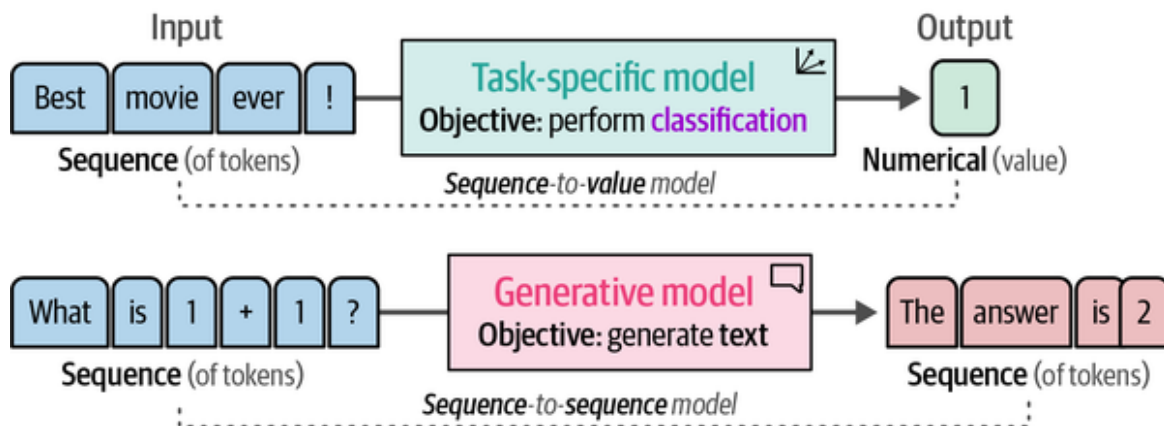 Input
Output
Best movie ever !
Task-specific model
Objective: perform classification
1
Sequence (of tokens)
Numerical (value)
Sequence-to-value model
What is 1 + 1 ?
Generative model
Objective: generate text
The answer is 2
Sequence (of tokens)
Sequence (of tokens)
Sequence-to-sequence model